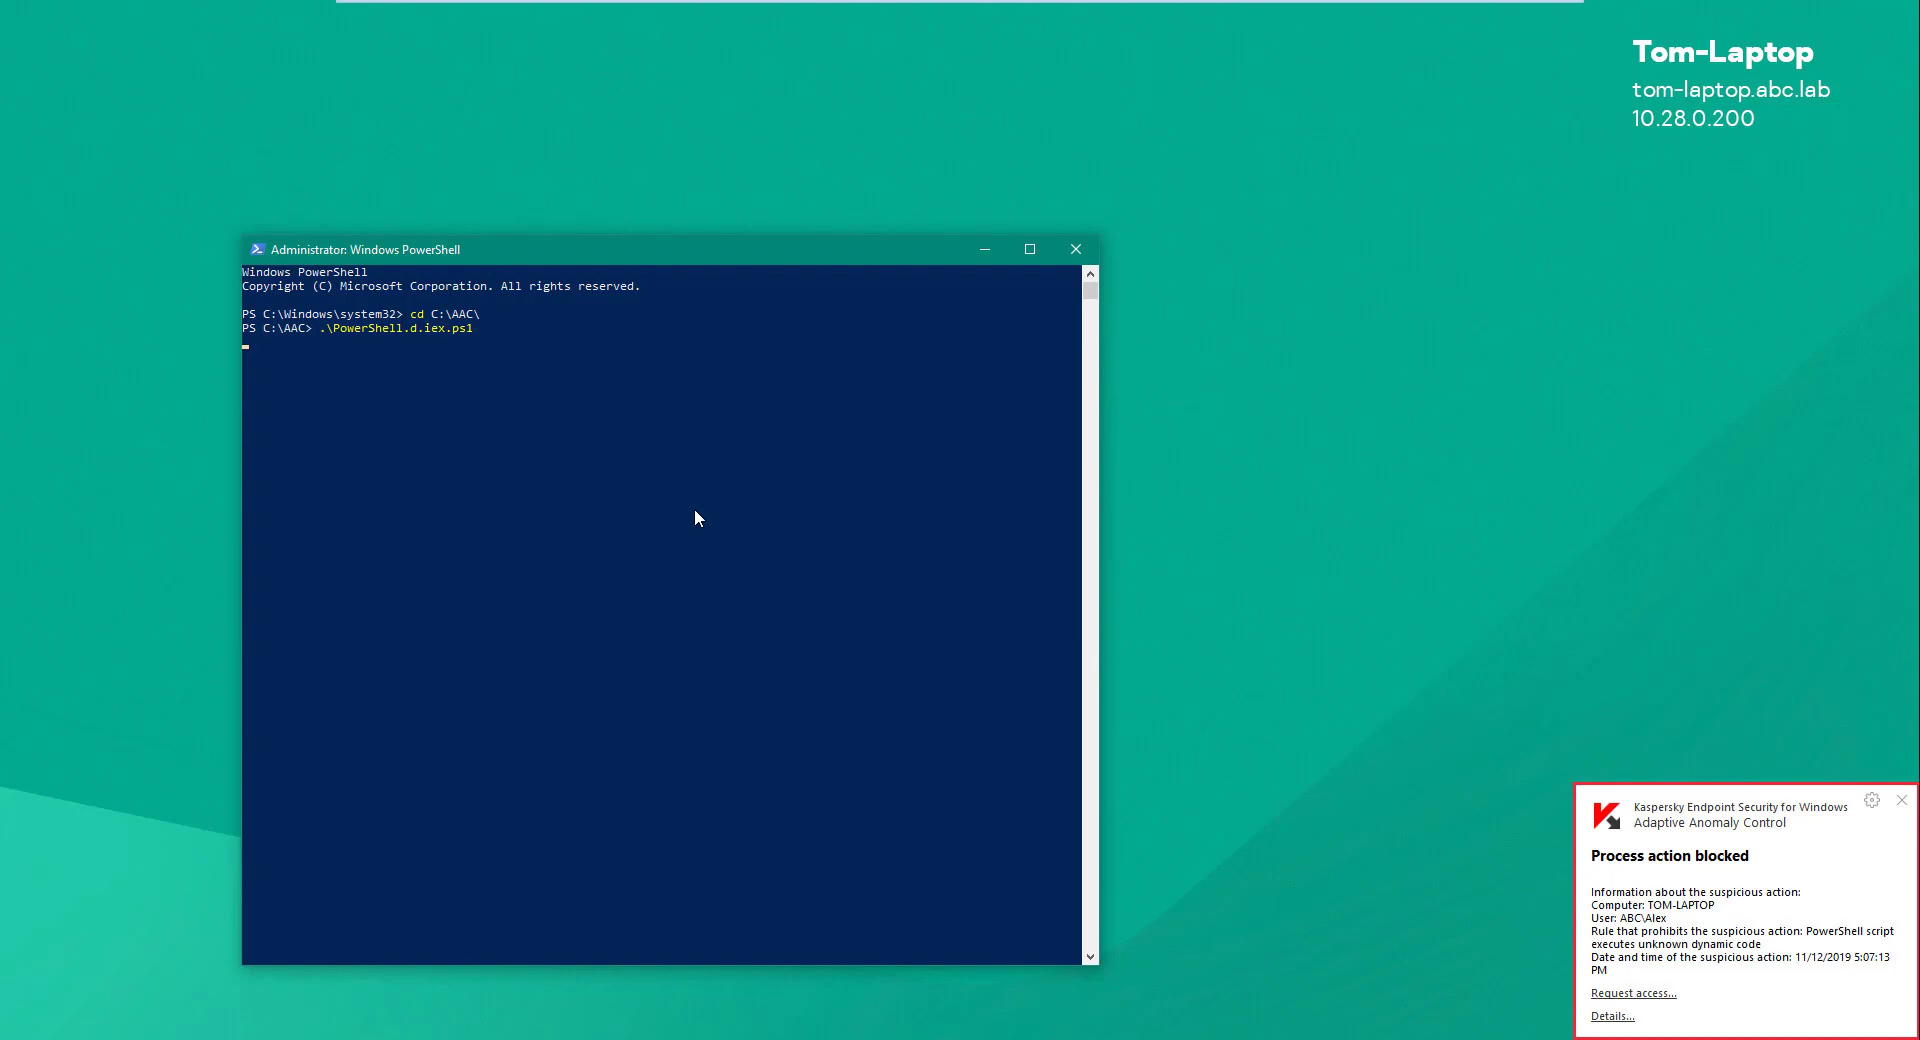 Tom-Laptop
tom-laptop.abc.lab
10.28.0.200
Administrator: Windows PowerShell
Windows PowerShell
Copyright (C) Microsoft Corporation. All rights reserved.
PS C:\Windows\system32> cd C:\AAC\
PS C:\AAC> .\PowerShell.d.iex.ps1
Kaspersky Endpoint Security for Windows
Adaptive Anomaly Control
Process action blocked
Information about the suspicious action:
Computer: TOM-LAPTOP
User: ABC\Alex
Rule that prohibits the suspicious action: PowerShell script
executes unknown dynamic code
Date and time of the suspicious action: 11/12/2019 5:07:13
PM
Request access...
Details...